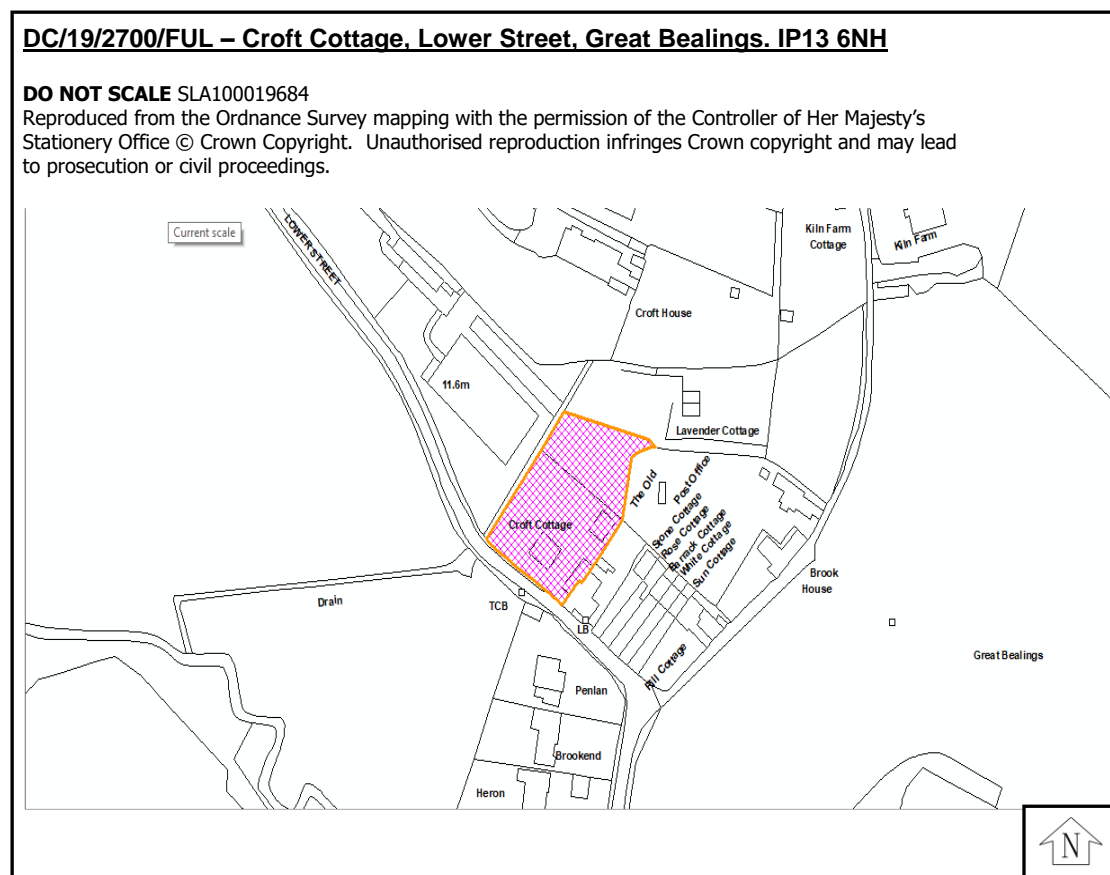 DC/19/2700/FUL – Croft Cottage, Lower Street, Great Bealings. IP13 6NH
DO NOT SCALE SLA100019684
Reproduced from the Ordnance Survey mapping with the permission of the Controller of Her Majesty's
Stationery Office © Crown Copyright. Unauthorised reproduction infringes Crown copyright and may lead
to prosecution or civil proceedings.
Current scale
LOWER STREET
Kiln Farm
Cottage
Kiln Farm
Croft House
11.6m
Lavender Cottage
The Old
Post Office
Croft Cottage
Stone Cottage
Rose Cottage
Barrack Cottage
White Cottage
Sun Cottage
Brook
House
Drain
TCB
LB
Rill Cottage
Great Bealings
Penlan
Brookend
Heron
N